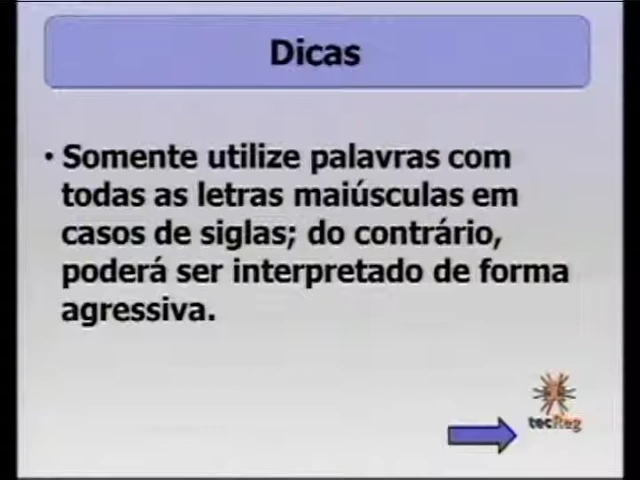 Dicas
• Somente utilize palavras com
todas as letras maiúsculas em
casos de siglas; do contrário,
poderá ser interpretado de forma
agressiva.
tecReg